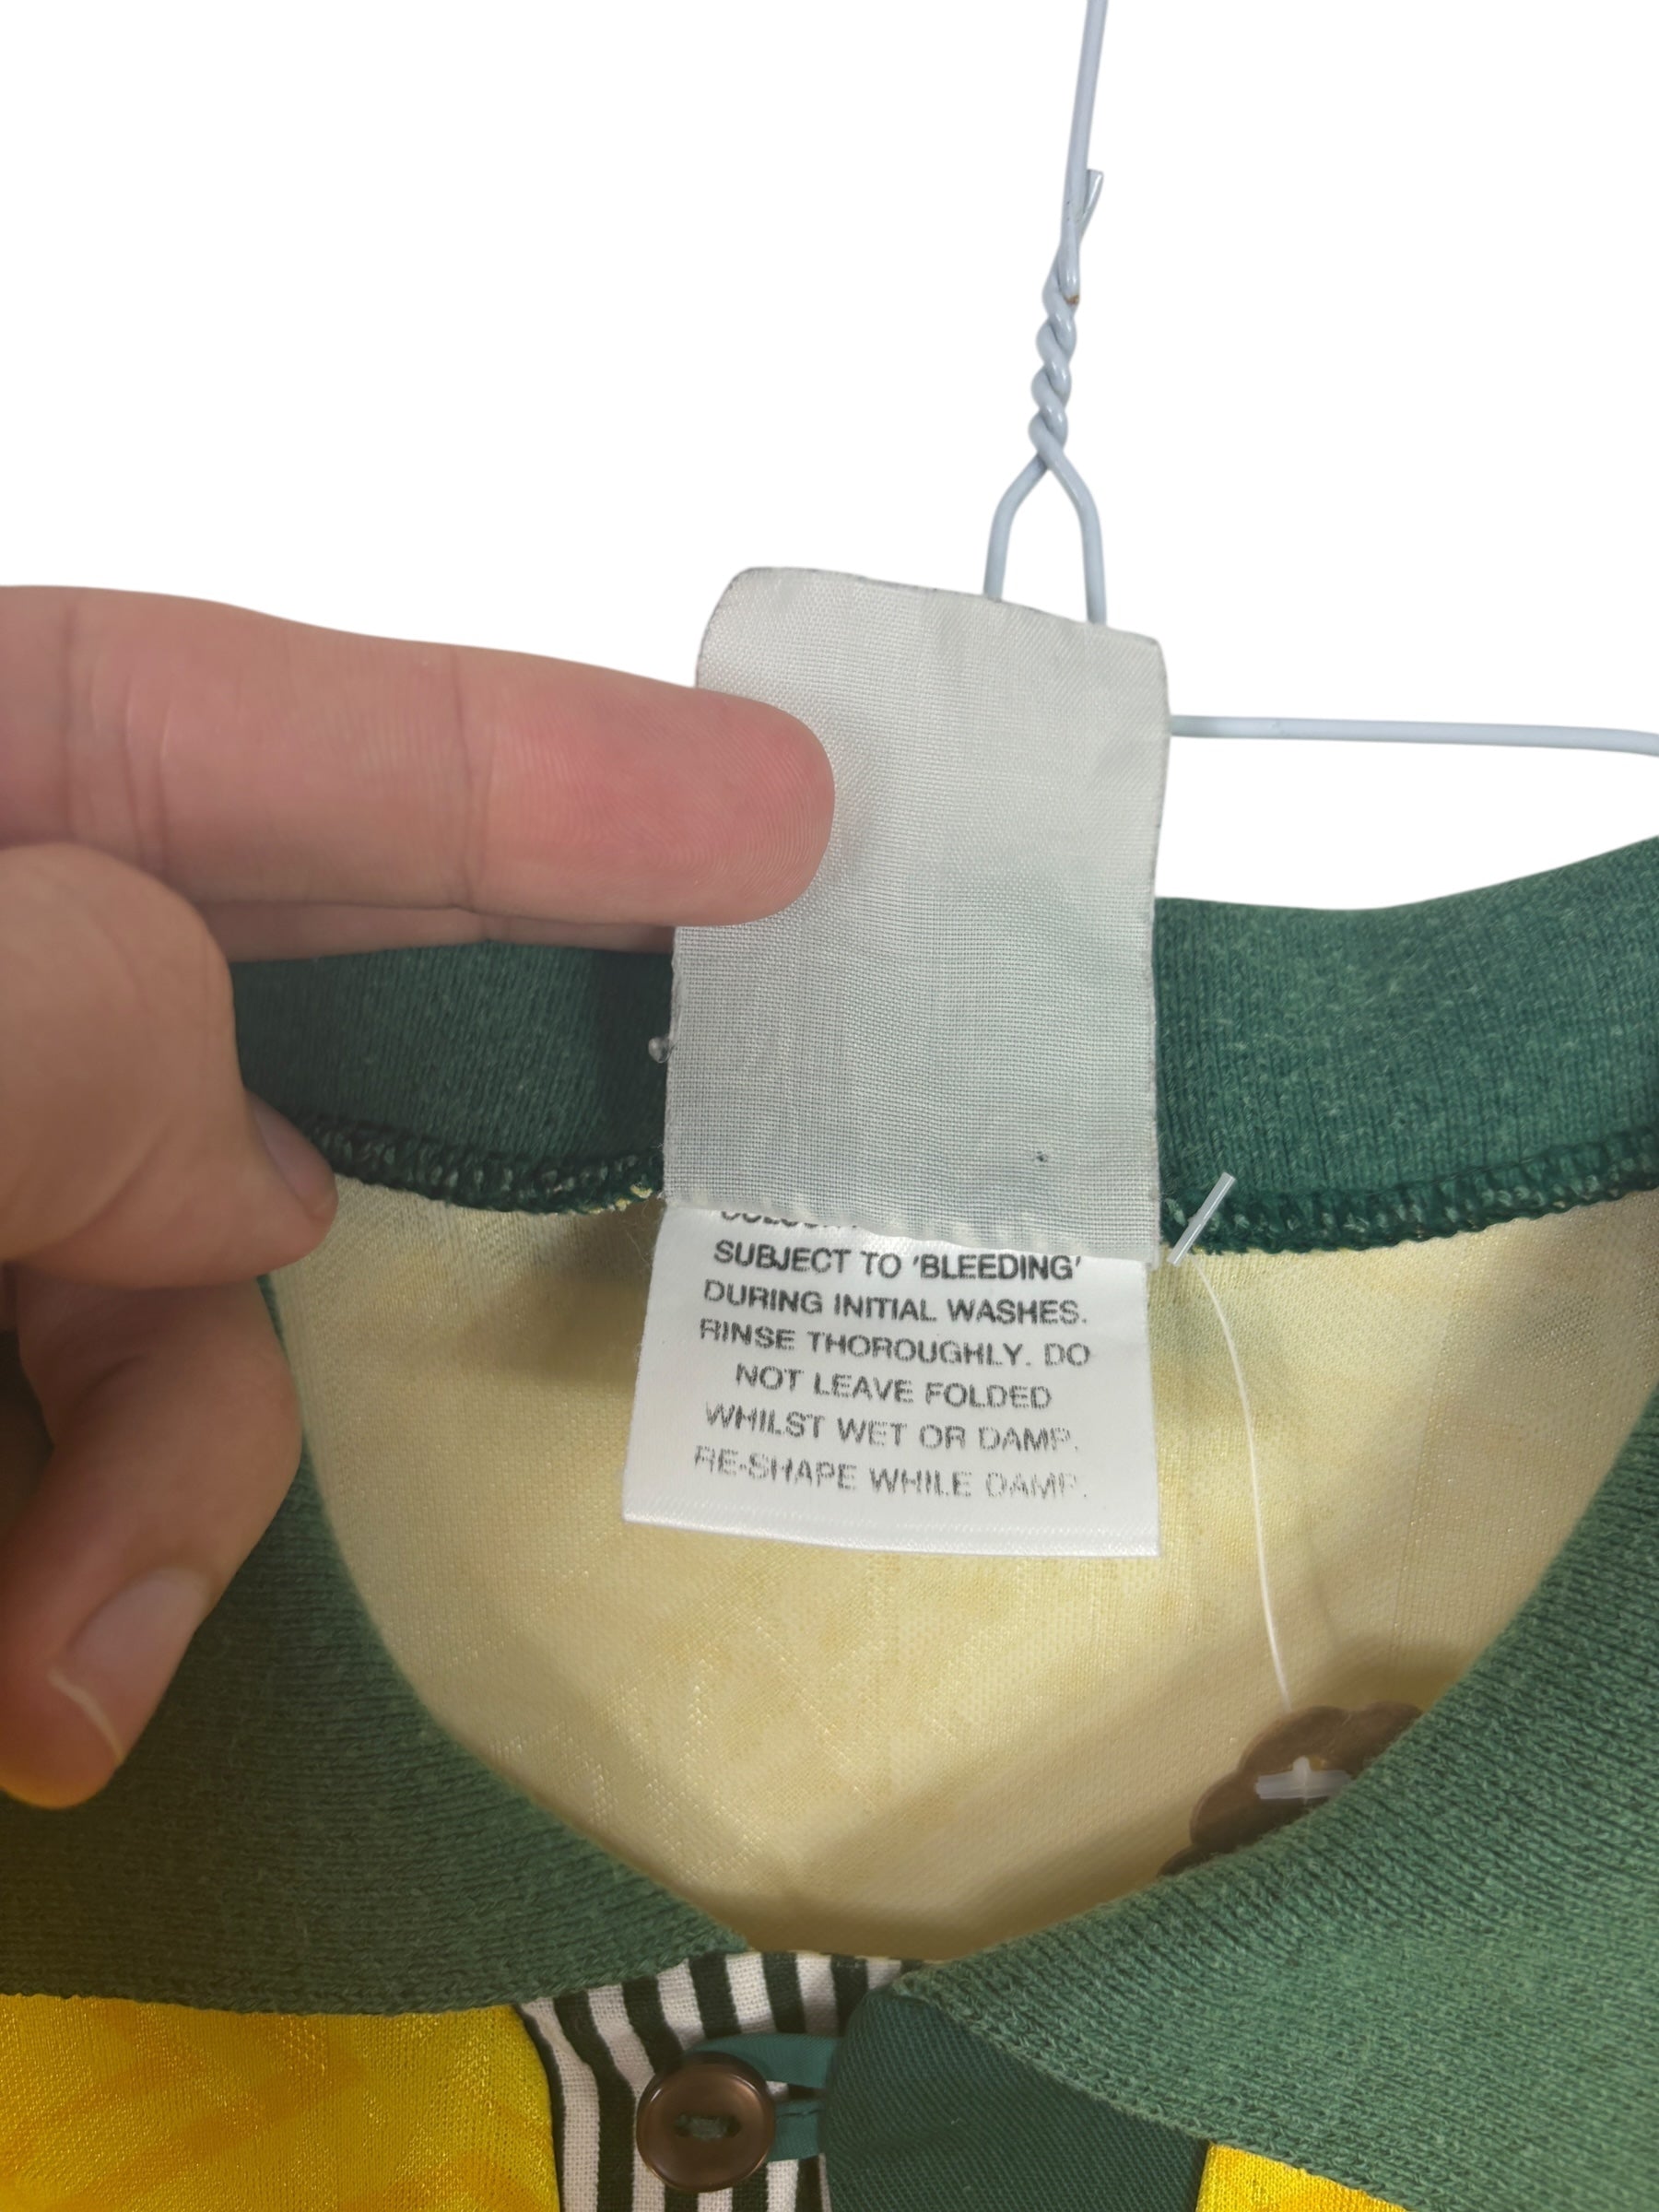 SUBJECT TO 'BLEEDING'
DURING INITIAL WASHES.
RINSE THOROUGHLY. DO
NOT LEAVE FOLDED
WHILST WET OR DAMP.
RE-SHAPE WHILE DAMP.